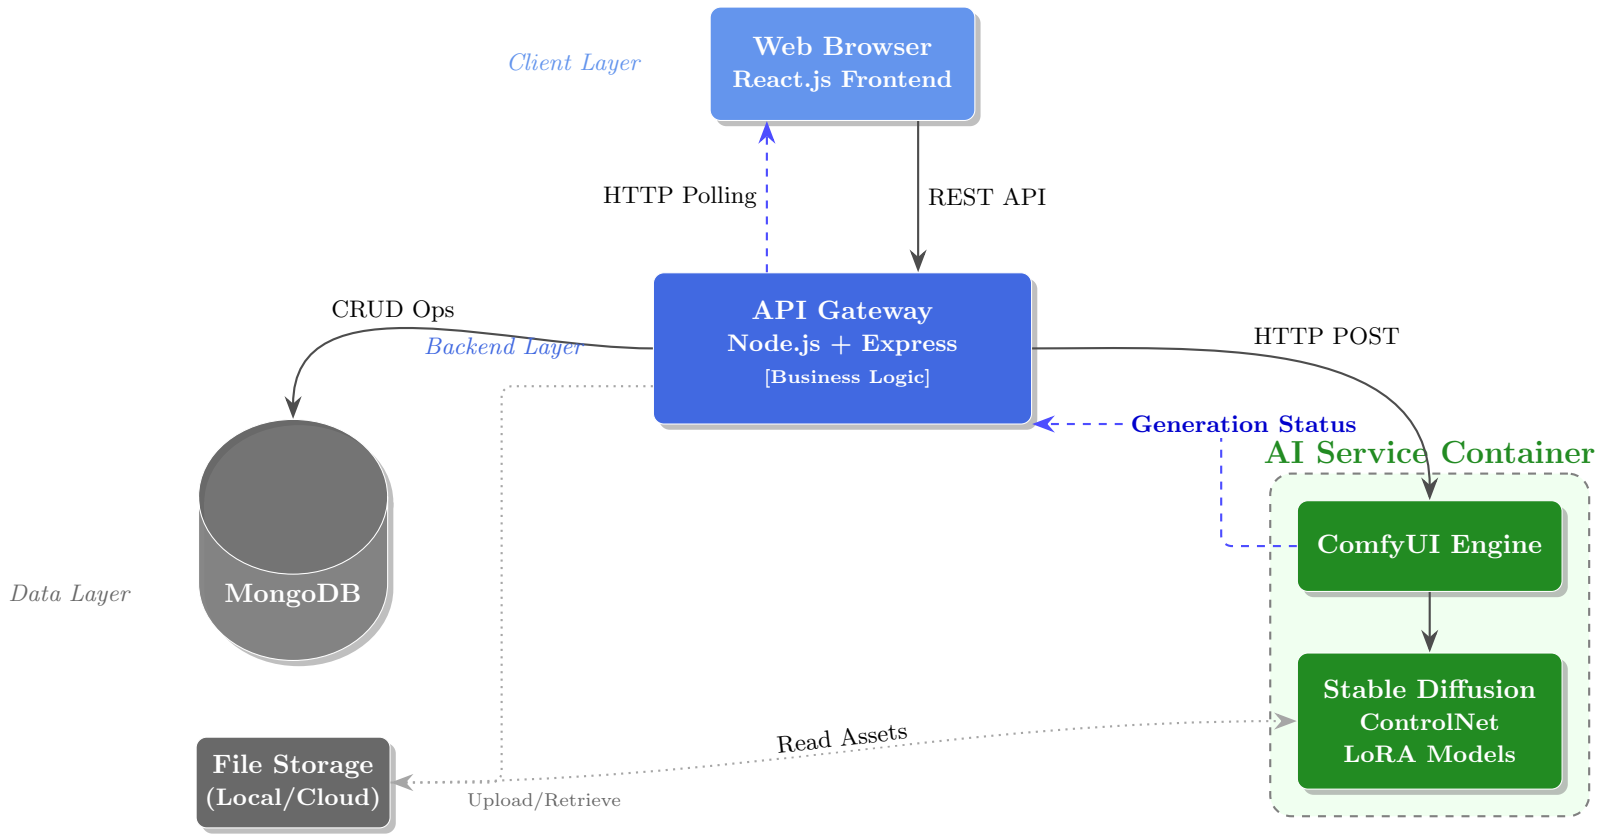 Web Browser
React.js Frontend
Client Layer
HTTP Polling
REST API
API Gateway
Node.js + Express
[Business Logic]
CRUD Ops
Backend Layer
HTTP POST
Generation Status
AI Service Container
ComfyUI Engine
MongoDB
Data Layer
Stable Diffusion
ControlNet
LoRA Models
Read Assets
File Storage
(Local/Cloud)
Upload/Retrieve